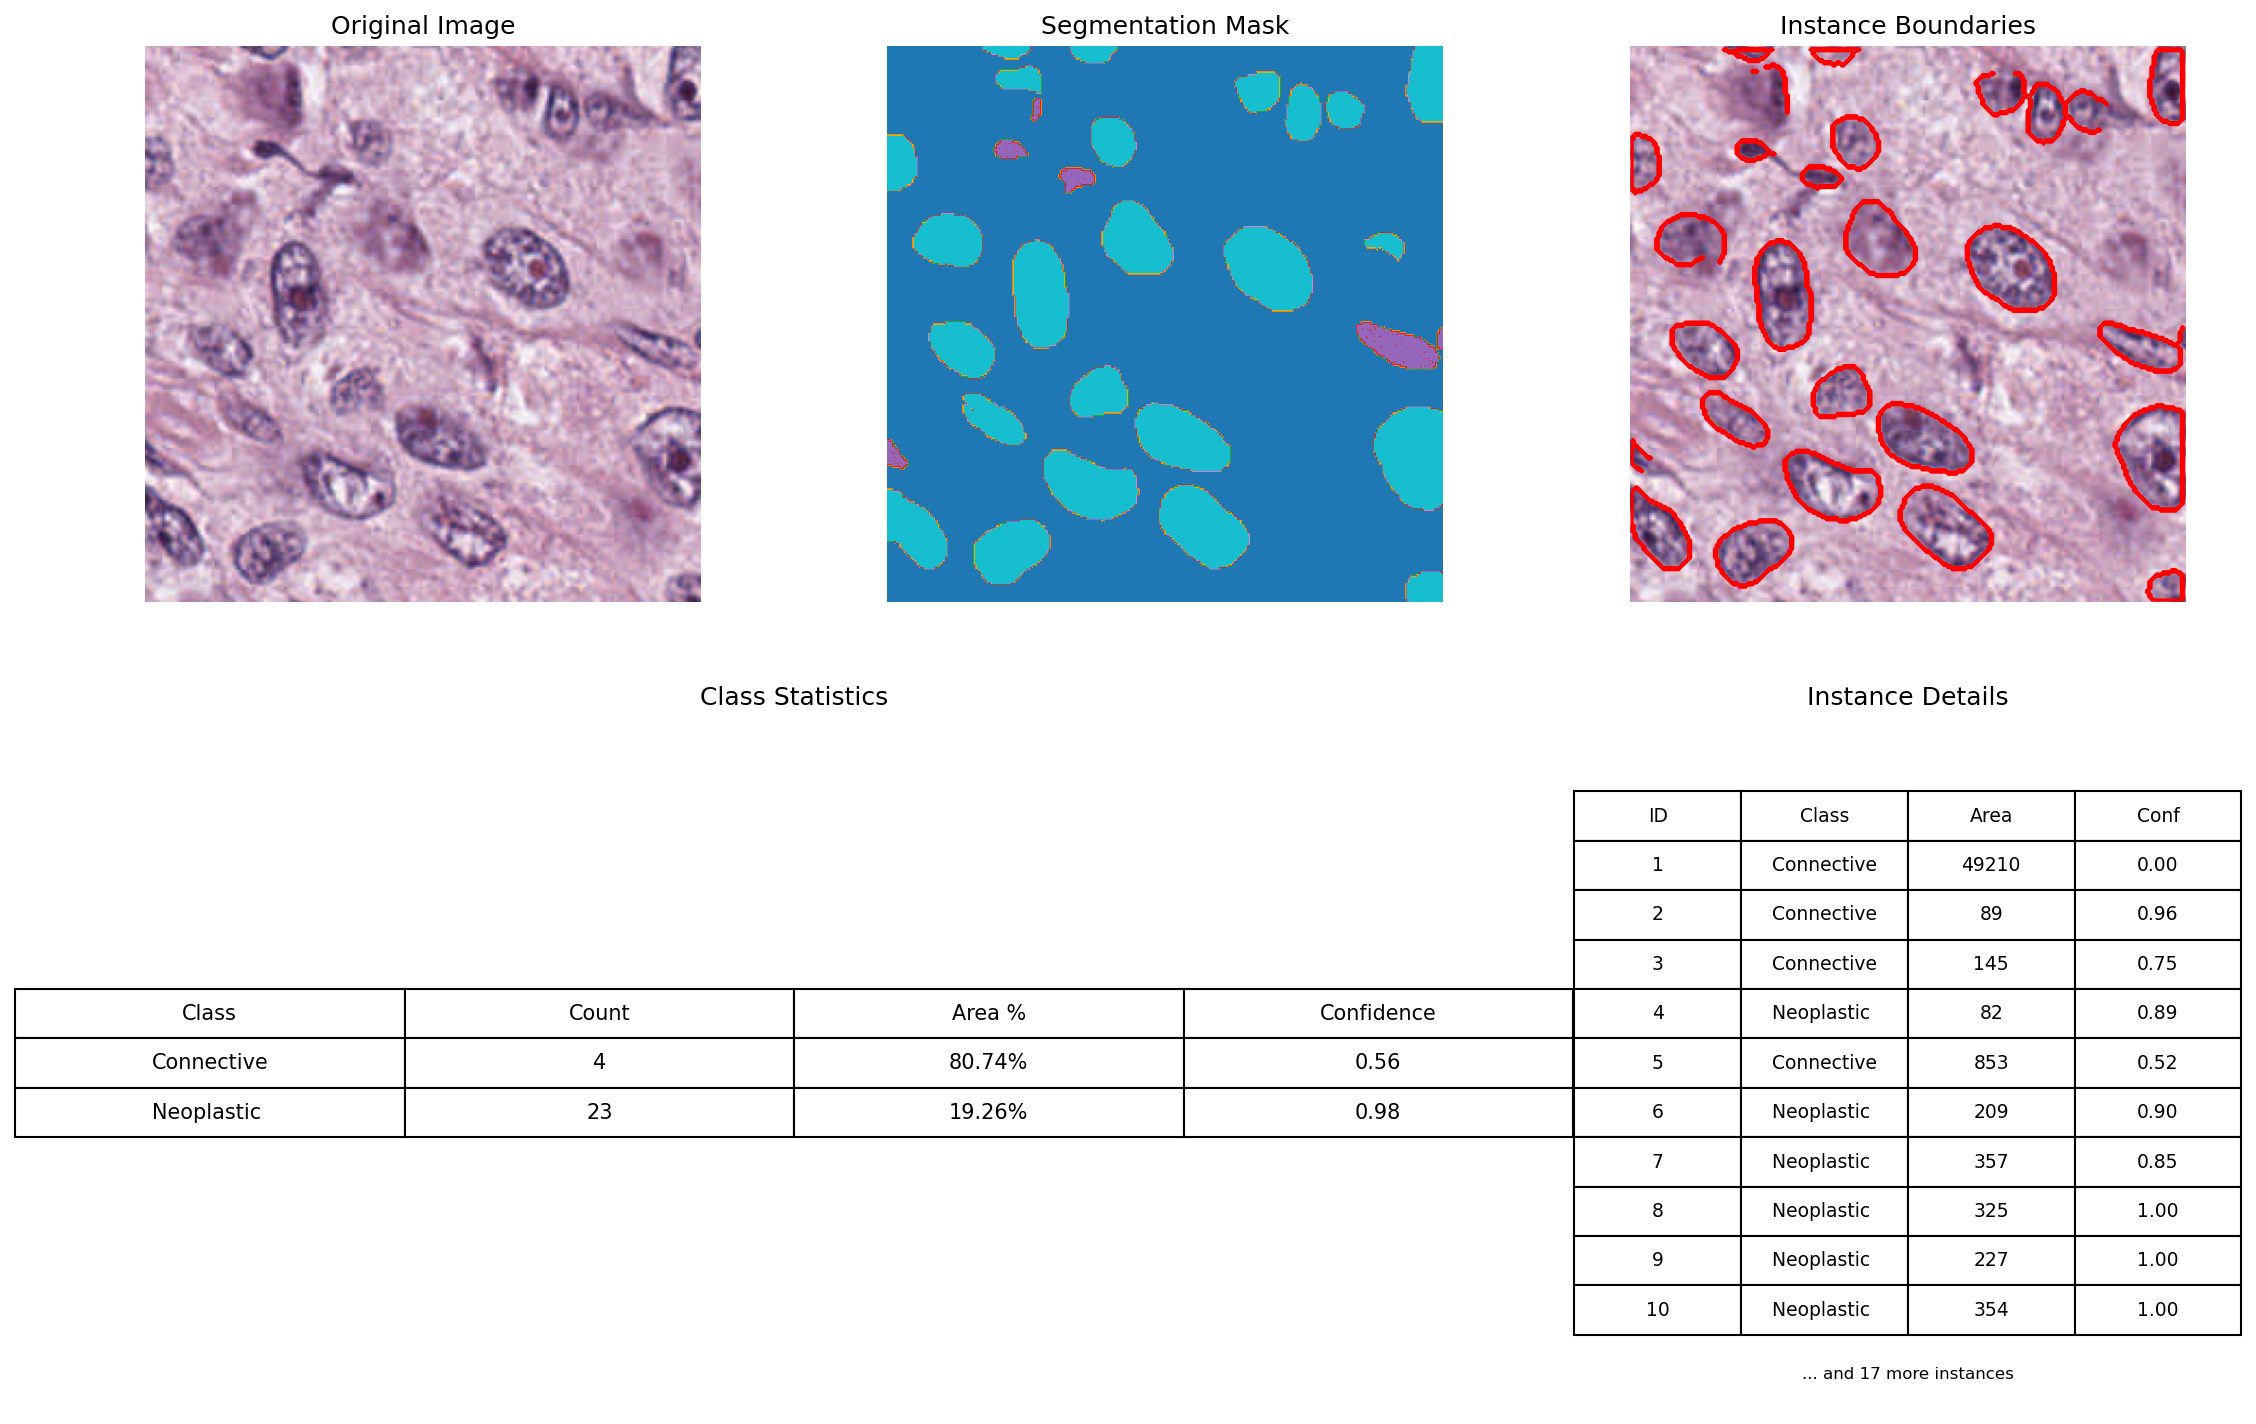 Original Image
Segmentation Mask
Instance Boundaries
Class Statistics
Class Count Area % Confidence
Connective 4 80.74% 0.56
Neoplastic 23 19.26% 0.98
Instance Details
ID Class Area Conf
1 Connective 49210 0.00
2 Connective 89 0.96
3 Connective 145 0.75
4 Neoplastic 82 0.89
5 Connective 853 0.52
6 Neoplastic 209 0.90
7 Neoplastic 357 0.85
8 Neoplastic 325 1.00
9 Neoplastic 227 1.00
10 Neoplastic 354 1.00
... and 17 more instances